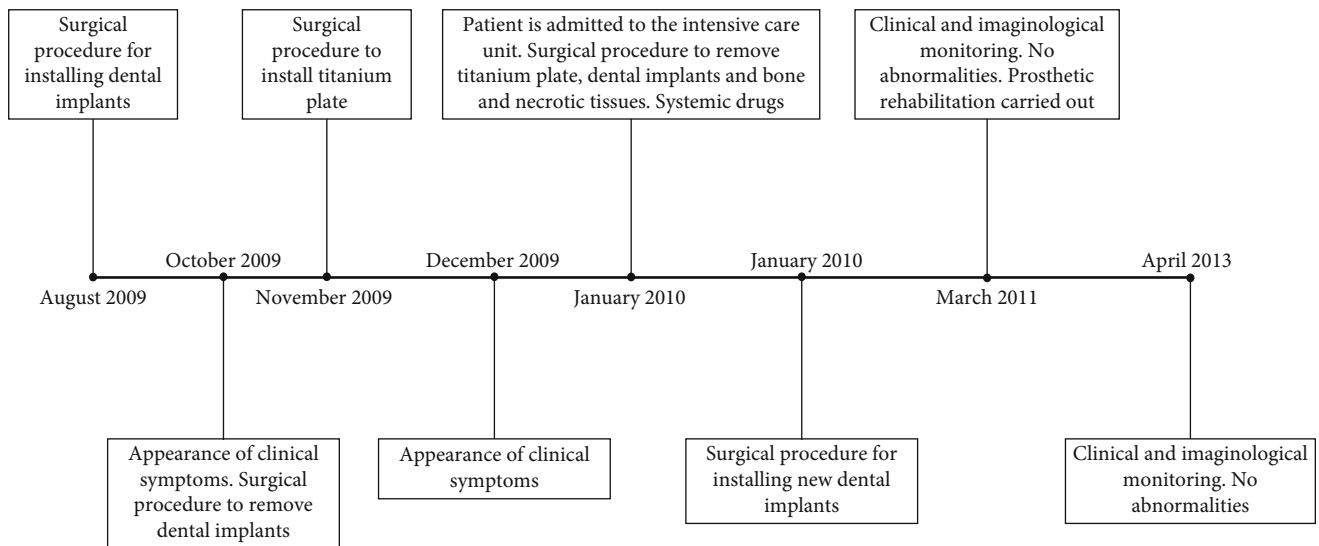 Surgical
procedure for
installing dental
implants
Surgical
procedure to
install titanium
plate
Patient is admitted to the intensive care
unit. Surgical procedure to remove
titanium plate, dental implants and bone
and necrotic tissues. Systemic drugs
Clinical and imaginological
monitoring. No
abnormalities. Prosthetic
rehabilitation carried out
October 2009
December 2009
January 2010
April 2013
August 2009
November 2009
January 2010
March 2011
Appearance of clinical
symptoms. Surgical
procedure to remove
dental implants
Appearance of clinical
symptoms
Surgical procedure for
installing new dental
implants
Clinical and imaginological
monitoring. No
abnormalities